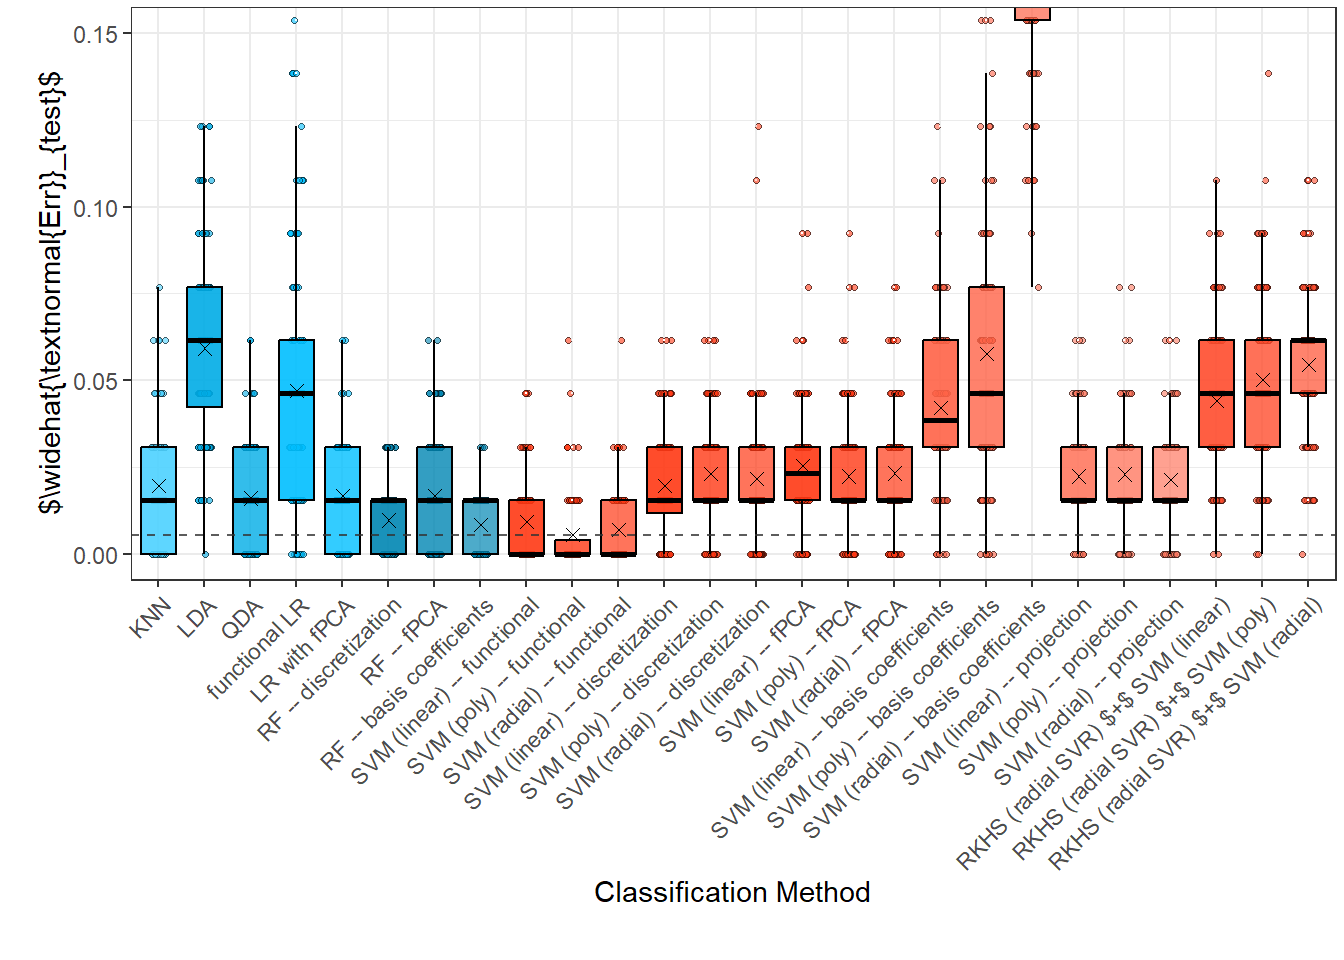 $\widehat{\textnormal{Err}}_{test}$
0.15
0.10
0.05
0.00
KNN
LDA
QDA
functional LR
LR with fPCA
RF -- discretization
RF -- fPCA
RF -- basis coefficients
SVM (linear) -- functional
SVM (poly) -- functional
SVM (radial) -- functional
SVM (linear) -- discretization
SVM (poly) -- discretization
SVM (radial) -- discretization
SVM (linear) -- fPCA
SVM (poly) -- fPCA
SVM (radial) -- fPCA
SVM (linear) -- basis coefficients
SVM (poly) -- basis coefficients
SVM (radial) -- basis coefficients
SVM (linear) -- projection
SVM (poly) -- projection
SVM (radial) -- projection
RKHS (radial SVR) $+$ SVM (linear)
RKHS (radial SVR) $+$ SVM (poly)
RKHS (radial SVR) $+$ SVM (radial)
Classification Method